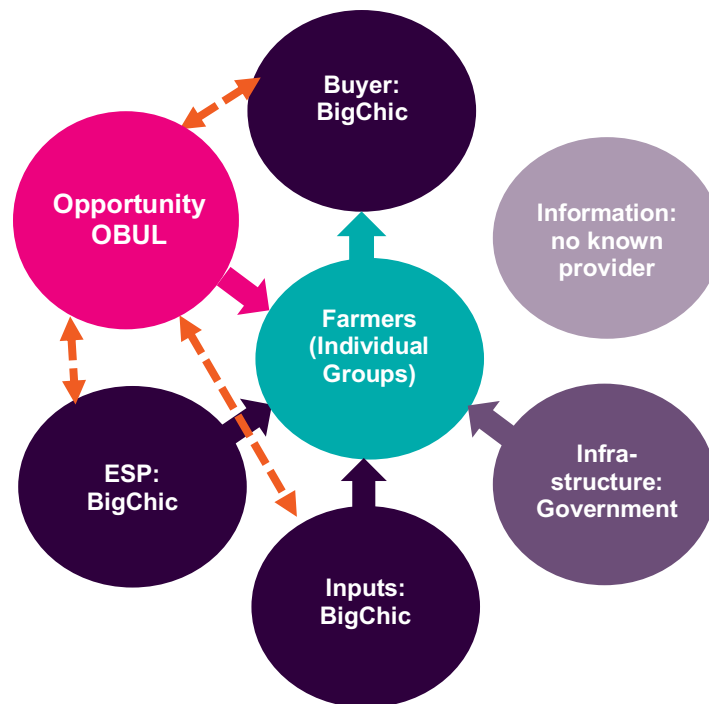 Buyer:
BigChic
Opportunity
OBUL
Information:
no known
provider
Farmers
(Individual
Groups)
ESP:
BigChic
Infra-
structure:
Government
Inputs:
BigChic